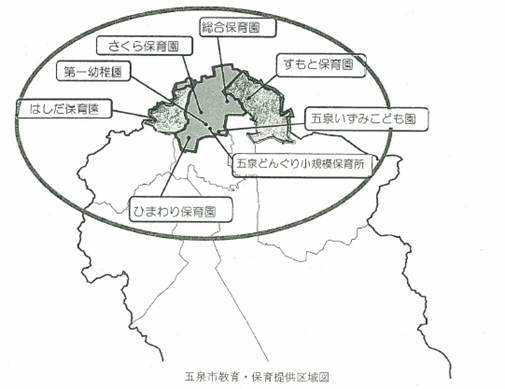 総合保育園
さくら保育園
すもと保育園
第一幼稚園
はしだ保育園
五泉いずみこども園
五泉どんぐり小規模保育所
ひまわり保育園
五泉市教育・保育提供区域図